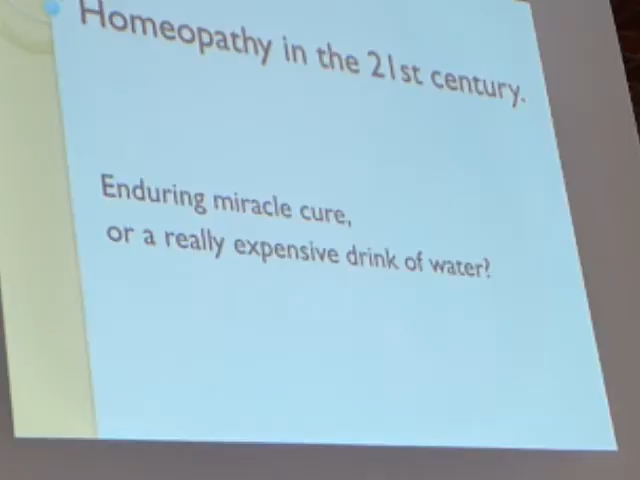 Homeopathy in the 21st century.
Enduring miracle cure,
or a really expensive drink of water?